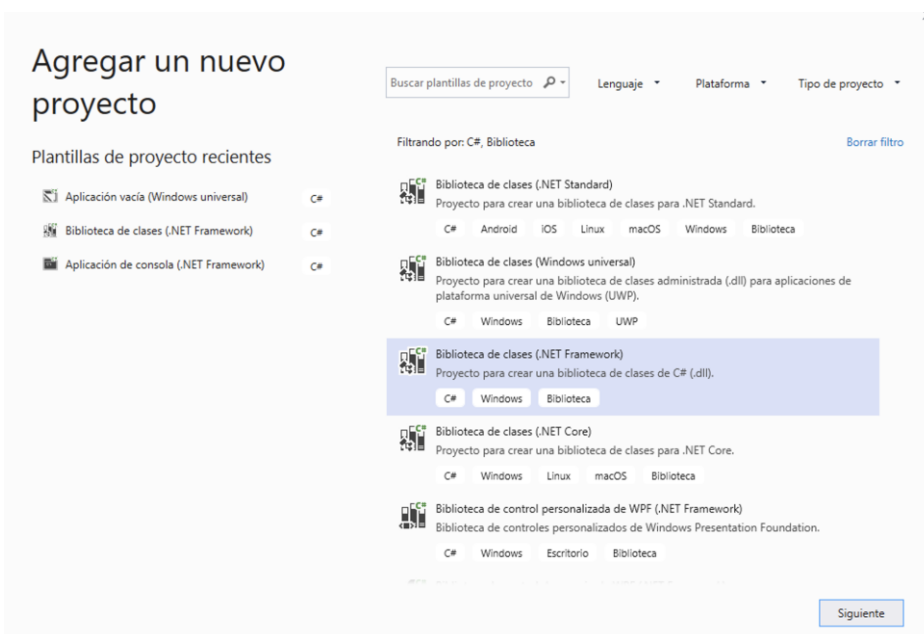 Agregar un nuevo
proyecto
Plantillas de proyecto recientes
Aplicación vacía (Windows universal) C#
Biblioteca de clases (.NET Framework) C#
Aplicación de consola (.NET Framework) C#
Buscar plantillas de proyecto Lenguaje Plataforma Tipo de proyecto
Filtrando por: C#, Biblioteca Borrar filtro
Biblioteca de clases (.NET Standard)
Proyecto para crear una biblioteca de clases para .NET Standard.
C# Android iOS Linux macOS Windows Biblioteca
Biblioteca de clases (Windows universal)
Proyecto para crear una biblioteca de clases administrada (.dll) para aplicaciones de
plataforma universal de Windows (UWP).
C# Windows Biblioteca UWP
Biblioteca de clases (.NET Framework)
Proyecto para crear una biblioteca de clases de C# (.dll).
C# Windows Biblioteca
Biblioteca de clases (.NET Core)
Proyecto para crear una biblioteca de clases para .NET Core.
C# Windows Linux macOS Biblioteca
Biblioteca de control personalizada de WPF (.NET Framework)
Biblioteca de controles personalizados de Windows Presentation Foundation.
C# Windows Escritorio Biblioteca
Siguiente